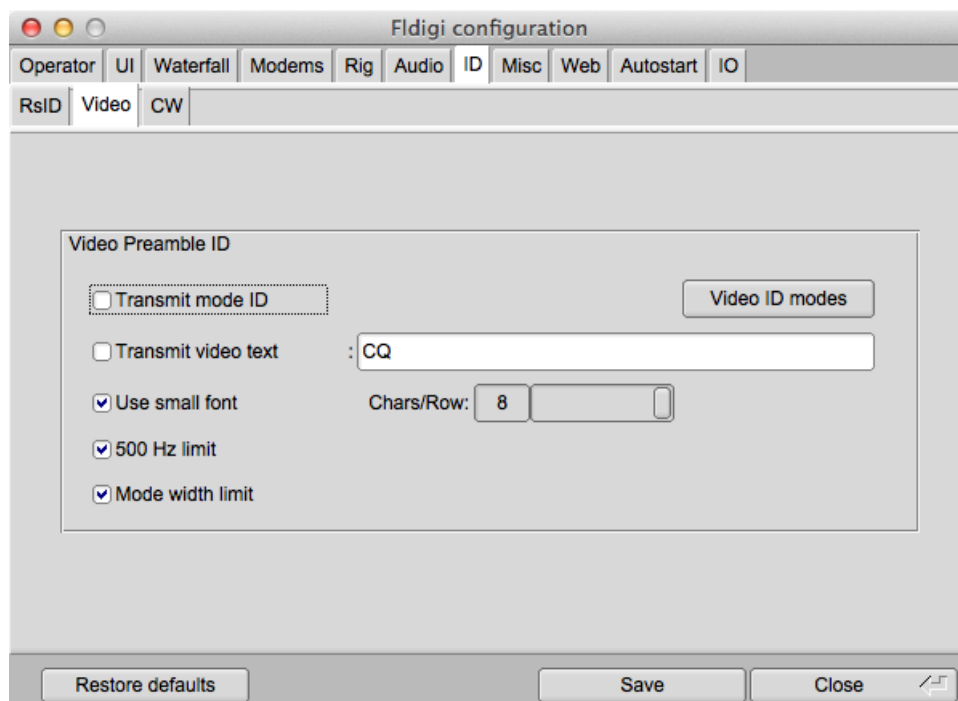 Fldigi configuration
Operator UI Waterfall Modems Rig Audio ID Misc Web Autostart IO
RsID Video CW
Video Preamble ID
Transmit mode ID Video ID modes
Transmit video text : CQ
Use small font Chars/Row: 8
500 Hz limit
Mode width limit
Restore defaults Save Close